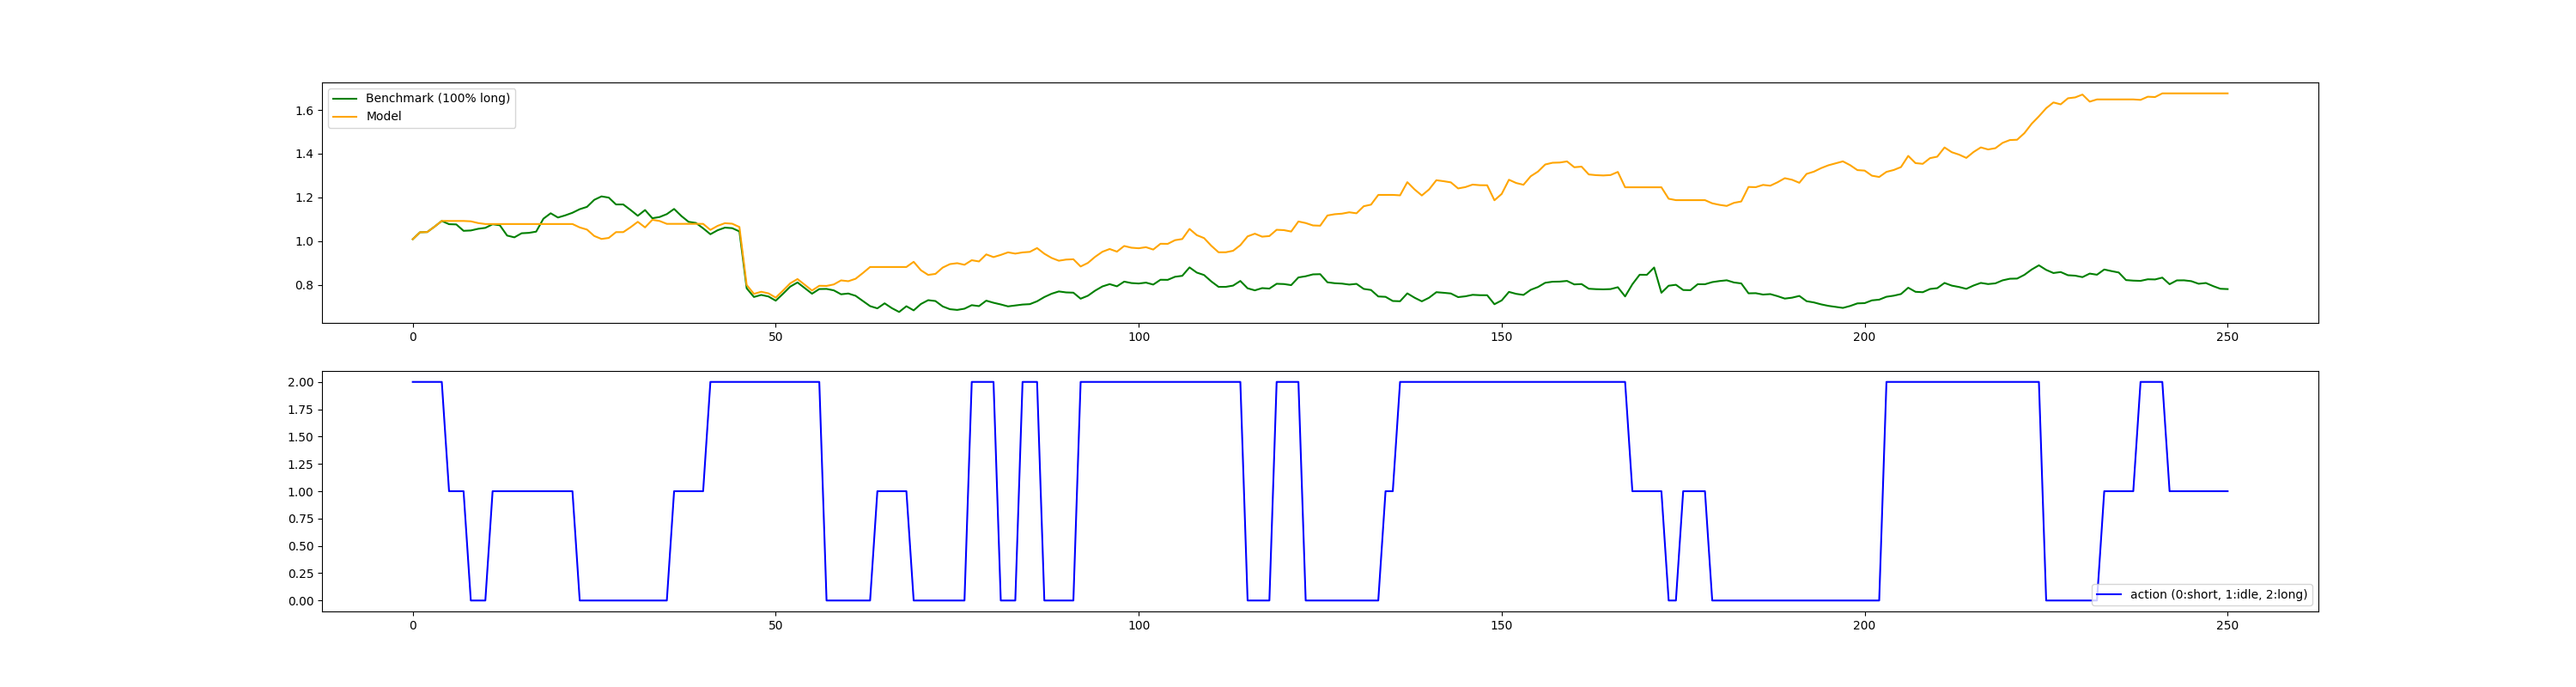 Benchmark (100% long)
Model
1.6
1.4
1.2
1.0
0.8
0 50 100 150 200 250
2.00
1.75
1.50
1.25
1.00
0.75
0.50
0.25
0.00
action (0:short, 1:idle, 2:long)
0 50 100 150 200 250